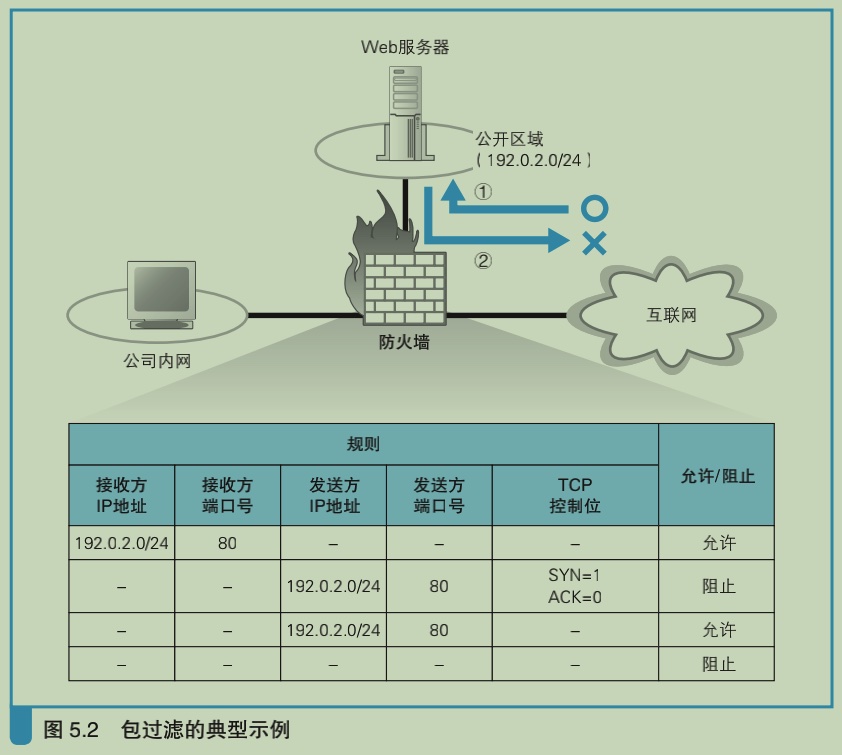 Web服务器
公开区域
(192.0.2.0/24)
①
②
互联网
公司内网
防火墙
规则
允许/阻止
接收方
IP地址
接收方
端口号
发送方
IP地址
发送方
端口号
TCP
控制位
192.0.2.0/24 80 – – – 允许
– – 192.0.2.0/24 80 SYN=1 阻止
ACK=0
– – 192.0.2.0/24 80 – 允许
– – – – – 阻止
图 5.2 包过滤的典型示例